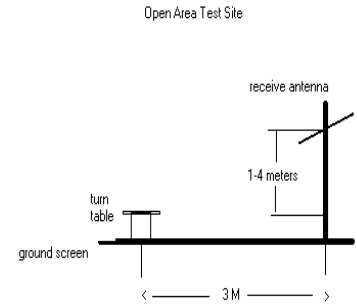 Open Area Test Site
receive antenna
1-4 meters
turn
table
ground screen
3 M